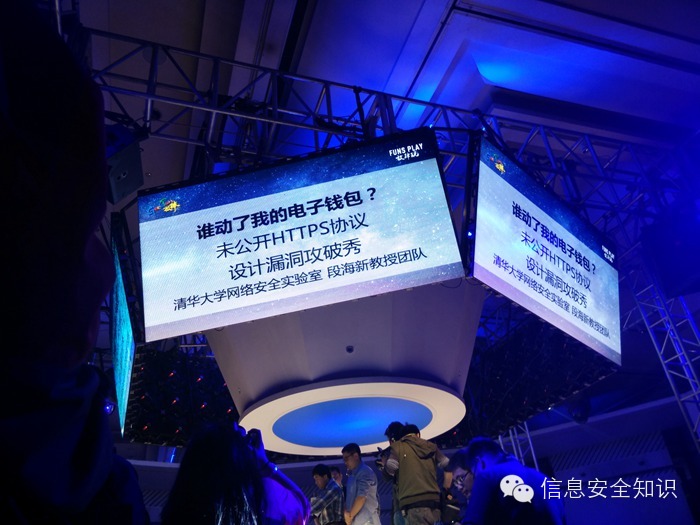 FUNS PLAY
谁动了我的电子钱包？
未公开HTTPS协议
设计漏洞攻破秀
清华大学网络安全实验室 段海新教授团队
FUNS PLAY
谁动了我的电子钱包？
未公开HTTPS协议
设计漏洞攻破秀
清华大学网络安全实验室 段海新教授团队
信息安全知识